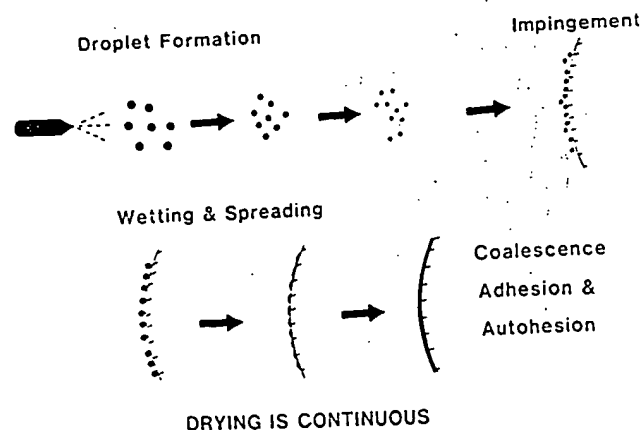 Droplet Formation
Impingement
Wetting & Spreading
Coalescence
Adhesion &
Autohesion
DRYING IS CONTINUOUS